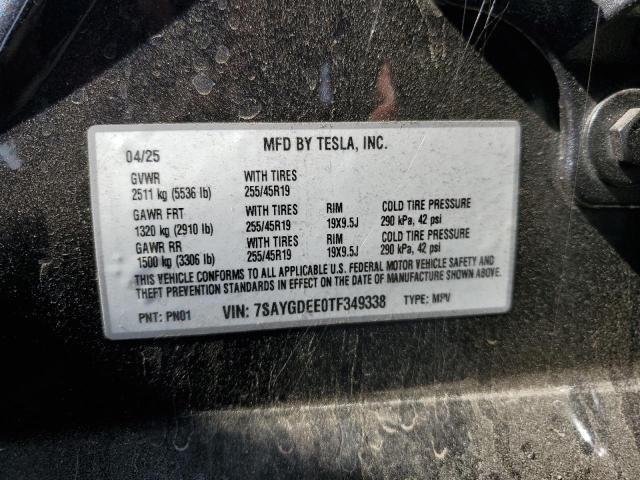 MFD BY TESLA, INC.
04/25
GVWR WITH TIRES
2511 kg (5536 lb) 255/45R19
GAWR FRT WITH TIRES RIM COLD TIRE PRESSURE
1320 kg (2910 lb) 255/45R19 19X9.5J 290 kPa, 42 psi
GAWR RR WITH TIRES RIM COLD TIRE PRESSURE
1500 kg (3306 lb) 255/45R19 19X9.5J 290 kPa, 42 psi
THIS VEHICLE CONFORMS TO ALL APPLICABLE U.S. FEDERAL MOTOR VEHICLE SAFETY AND
THEFT PREVENTION STANDARDS IN EFFECT ON THE DATE OF MANUFACTURE SHOWN ABOVE.
PNT: PN01 VIN: 7SAYGDEE0TF349338 TYPE: MPV